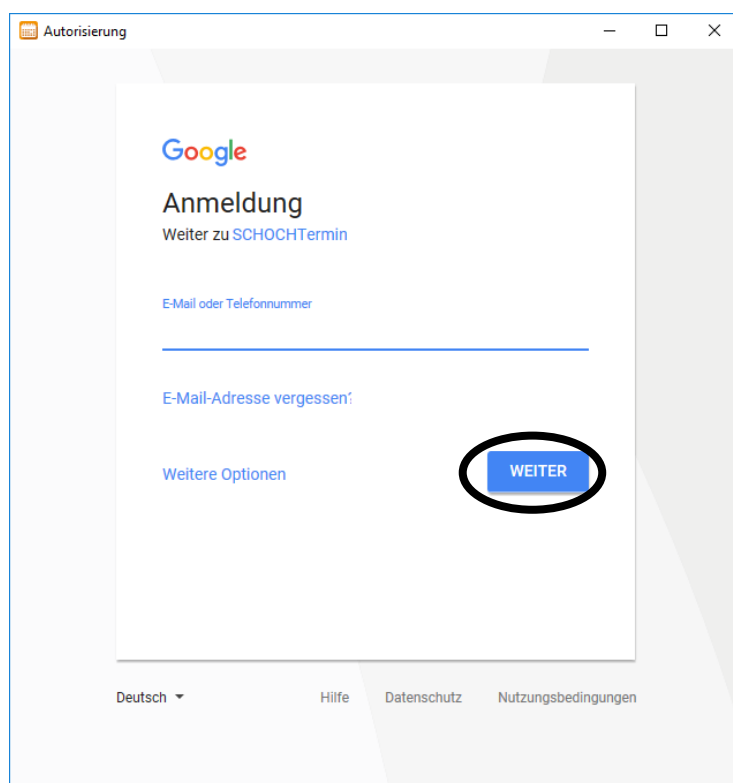 Autorisierung
Google
Anmeldung
Weiter zu SCHOCHTermin
E-Mail oder Telefonnummer
E-Mail-Adresse vergessen?
Weitere Optionen
WEITER
Deutsch
Hilfe Datenschutz Nutzungsbedingungen